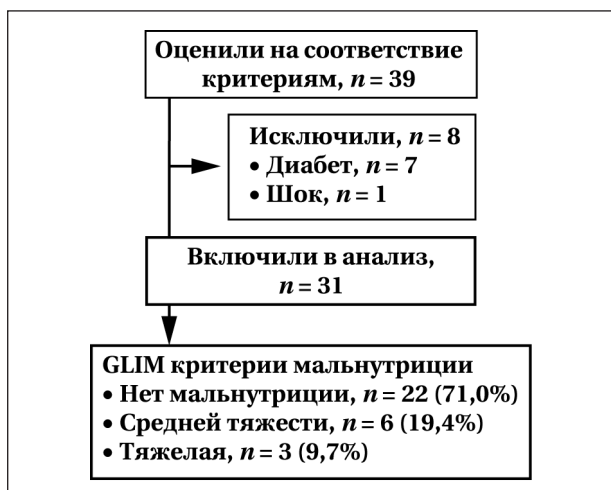 Оценили на соответствие
критериям, n = 39
Исключили, n = 8
• Диабет, n = 7
• Шок, n = 1
Включили в анализ,
n = 31
GLIM критерии мальнутриции
• Нет мальнутриции, n = 22 (71,0%)
• Средней тяжести, n = 6 (19,4%)
• Тяжелая, n = 3 (9,7%)